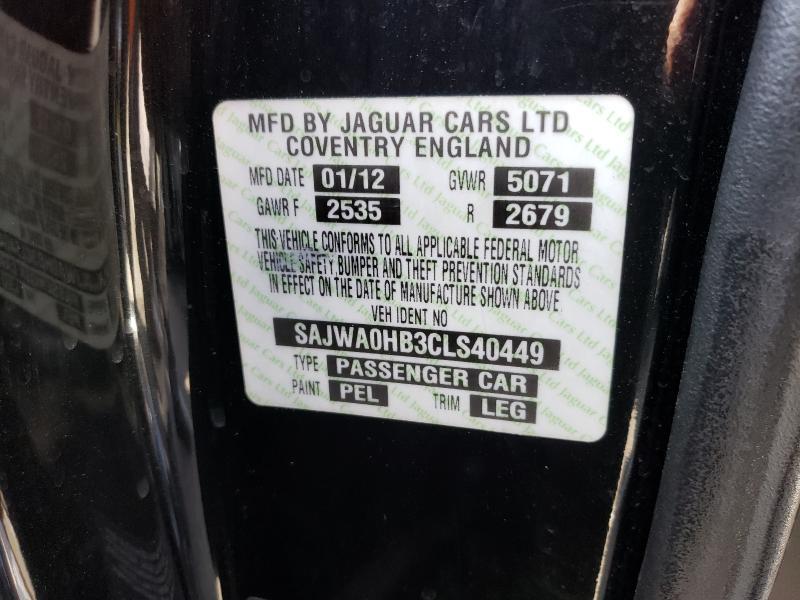 MFD BY JAGUAR CARS LTD
COVENTRY ENGLAND
MFD DATE 01/12 GVWR 5071
GAWR F 2535 R 2679
THIS VEHICLE CONFORMS TO ALL APPLICABLE FEDERAL MOTOR
VEHICLE SAFETY, BUMPER AND THEFT PREVENTION STANDARDS
IN EFFECT ON THE DATE OF MANUFACTURE SHOWN ABOVE.
VEH IDENT NO
SAJWA0HB3CLS40449
TYPE PASSENGER CAR
PAINT PEL TRIM LEG